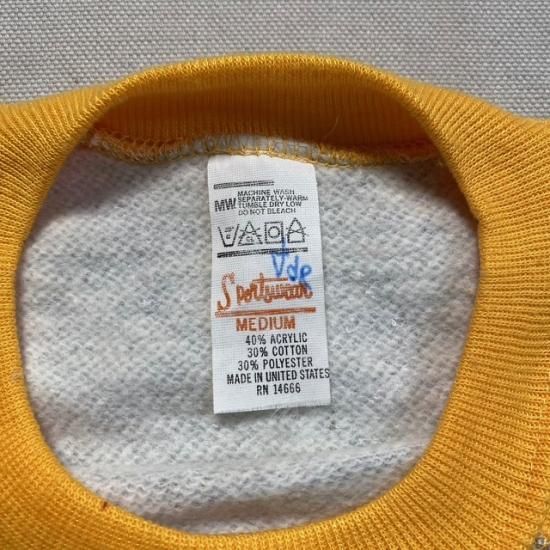 MACHINE WASH
MW SEPARATELY-WARM
TUMBLE DRY LOW
DO NOT BLEACH
Vde
Sportswear
MEDIUM
40% ACRYLIC
30% COTTON
30% POLYESTER
MADE IN UNITED STATES
RN 14666